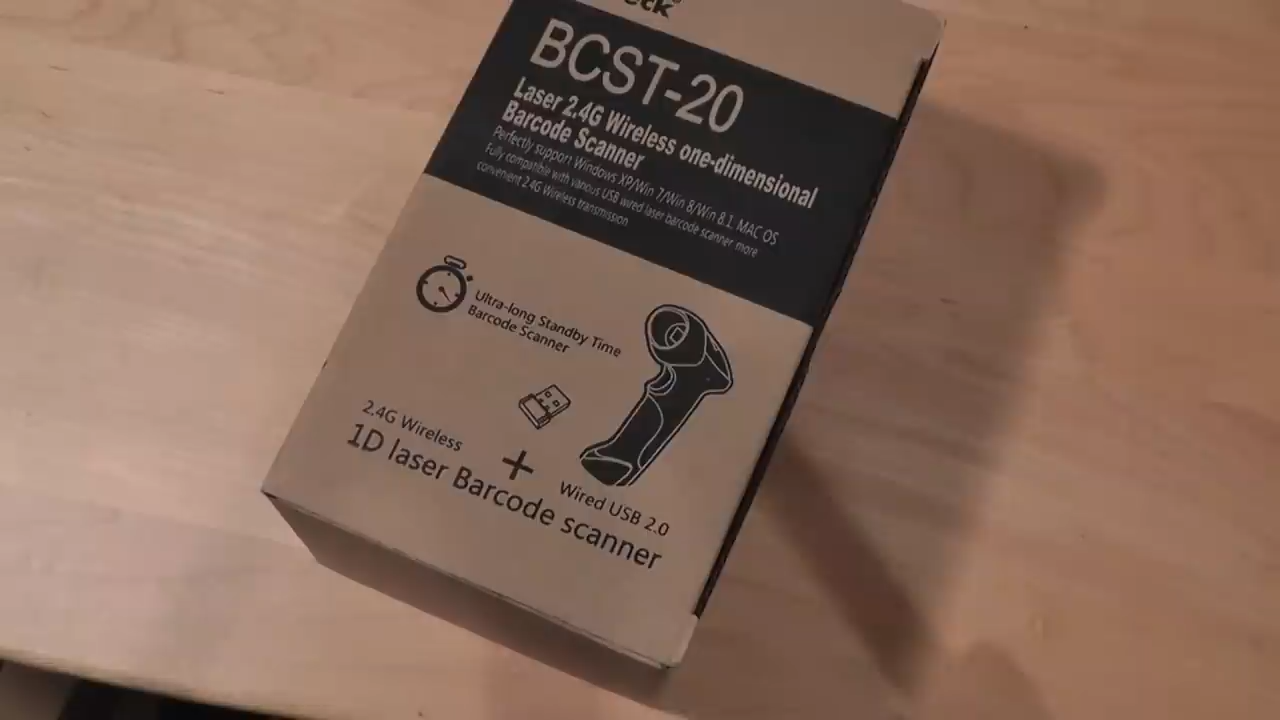 BCST-20
Laser 2.4G Wireless one-dimensional
Barcode Scanner
Perfectly support Windows XP/Win 7/Win 8/Win 8.1, MAC OS
Fully compatible with various USB wired laser barcode scanner more
convenient 2.4G Wireless transmission
Ultra-long Standby Time
Barcode Scanner
2.4G Wireless
+
Wired USB 2.0
1D laser Barcode scanner